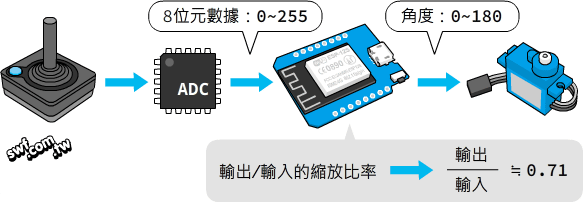 8位元數據：0~255
角度：0~180
ADC
swf.com.tw
輸出/輸入的縮放比率
輸出
輸入
≒ 0.71